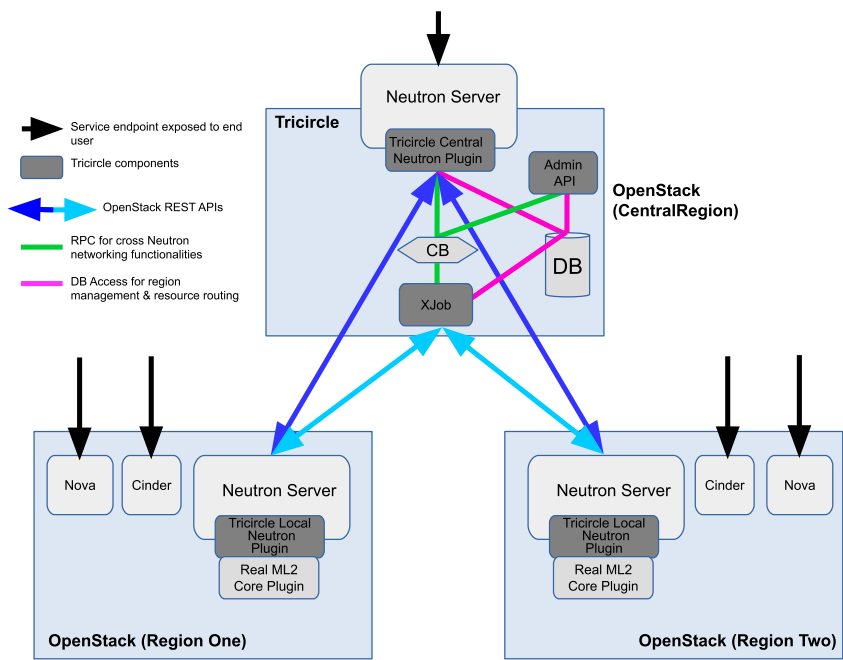 Neutron Server
Tricircle
Tricircle Central
Neutron Plugin
Admin
API
OpenStack
(CentralRegion)
CB
DB
XJob
Service endpoint exposed to end
user
Tricircle components
OpenStack REST APIs
RPC for cross Neutron
networking functionalities
DB Access for region
management & resource routing
Nova
Cinder
Neutron Server
Tricircle Local
Neutron
Plugin
Real ML2
Core Plugin
OpenStack (Region One)
Neutron Server
Tricircle Local
Neutron
Plugin
Real ML2
Core Plugin
Cinder
Nova
OpenStack (Region Two)